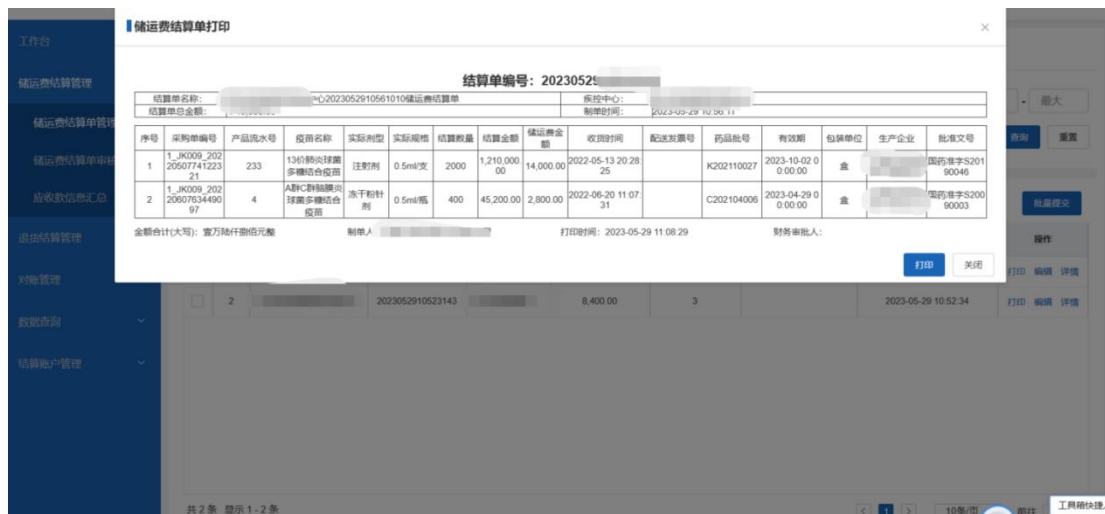 储运费结算单打印
工作台
储运费结算管理
储运费结算单管理
储运费结算单审核
应收款信息汇总
退货结算管理
对账管理
数据查询
结算账户管理
结算单编号：20230529
结算单名称： 心2023052910561010储运费结算单 疾控中心：
结算单总金额： 制单时间： 2023-05-29 10:56:11
序号 采购单编号 产品流水号 疫苗名称 实际剂型 实际规格 结算数量 结算金额 储运费金额 收货时间 配送发票号 药品批号 有效期 包装单位 生产企业 批准文号
1 1_JK009_2022050774122321 233 13价肺炎球菌多糖结合疫苗 注射剂 0.5ml/支 2000 1,210,000.00 14,000.00 2022-05-13 20:28:25 K202110027 2023-10-02 00:00:00 盒 国药准字S20190046
2 1_JK009_2022060763449097 4 A群C群脑膜炎球菌多糖结合疫苗 冻干粉针剂 0.5ml/瓶 400 45,200.00 2,800.00 2022-06-20 11:07:31 C202104006 2023-04-29 00:00:00 盒 国药准字S20090003
金额合计(大写)：壹万陆仟捌佰元整 制单人 打印时间：2023-05-29 11:08:29 财务审批人：
打印 关闭
- 最大
查询 重置
批量提交
操作
打印 编辑 详情
2 2023052910523143 8,400.00 3 2023-05-29 10:52:34 打印 编辑 详情
共 2 条 显示 1 - 2 条 1 10条/页 前往
工具箱快捷